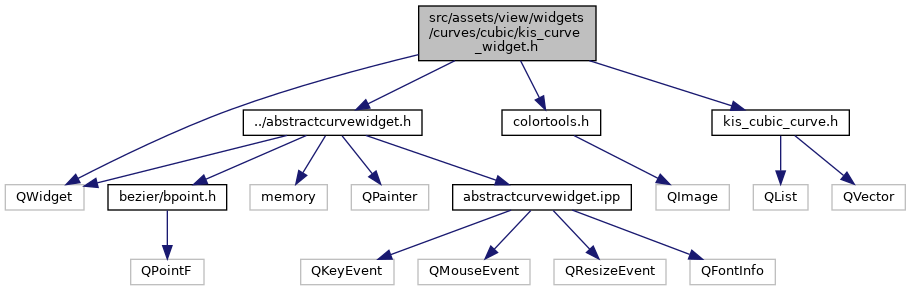 src/assets/view/widgets
/curves/cubic/kis_curve
_widget.h
../abstractcurvewidget.h
colortools.h
kis_cubic_curve.h
QWidget
bezier/bpoint.h
memory
QPainter
abstractcurvewidget.ipp
QImage
QList
QVector
QPointF
QKeyEvent
QMouseEvent
QResizeEvent
QFontInfo